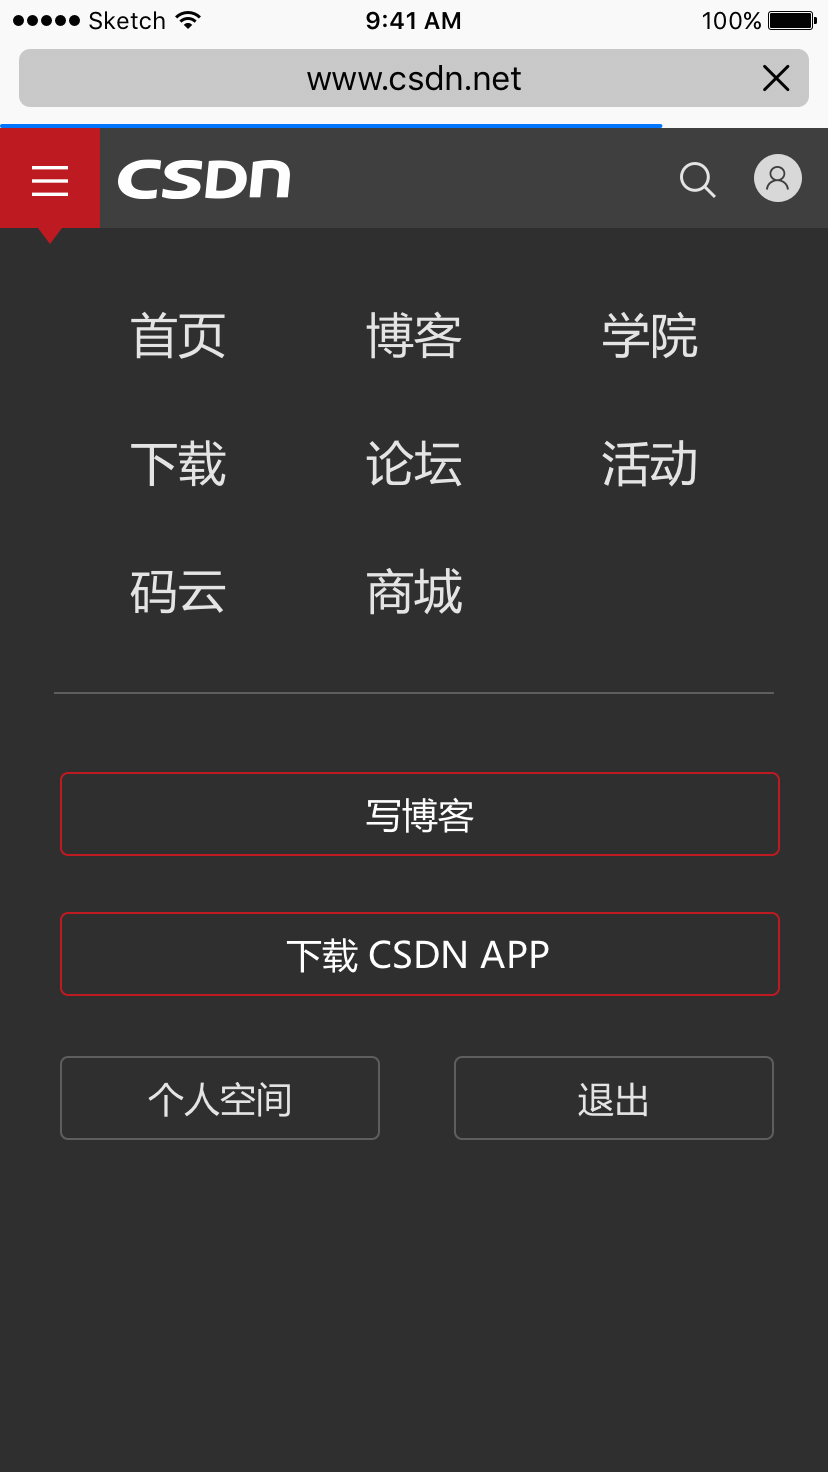 Sketch 9:41 AM 100%
www.csdn.net
CSDN
首页 博客 学院
下载 论坛 活动
码云 商城
写博客
下载 CSDN APP
个人空间 退出